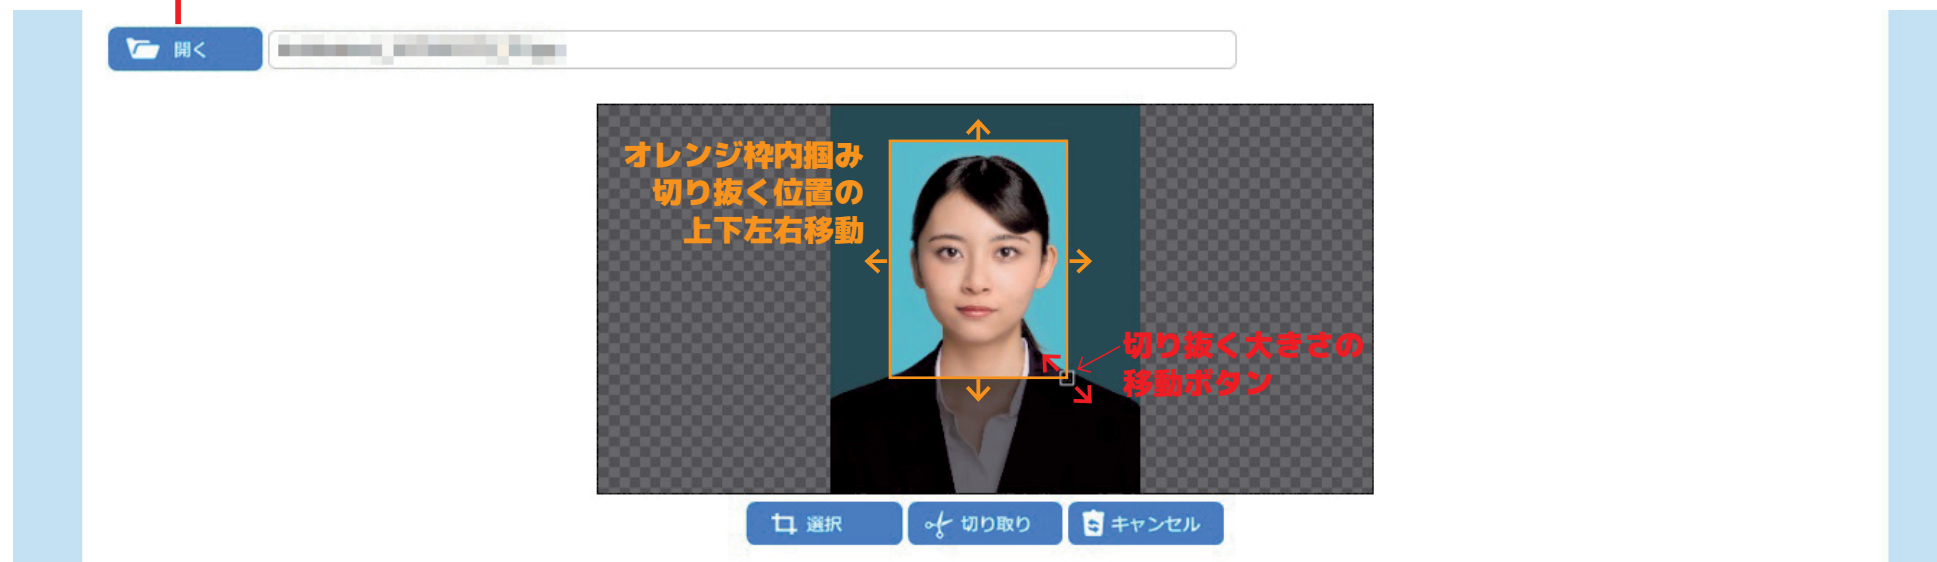 開く
オレンジ枠内掴み
切り抜く位置の
上下左右移動
切り抜く大きさの
移動ボタン
選択
切り取り
キャンセル